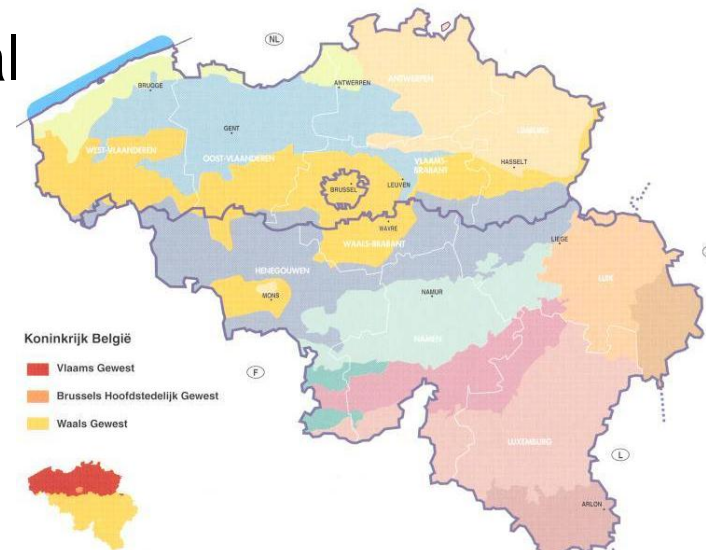 al
NL
BRUGGE
ANTWERPEN
ANTWERPEN
GENT
LIMBURG
WEST-VLAANDEREN
OOST-VLAANDEREN
VLAAMS-
BRABANT
HASSELT
BRUSSEL
LEUVEN
WAVRE
WAALS-BRABANT
LIEGE
HENEGOUWEN
LUIK
NAMUR
MONS
NAMEN
Koninkrijk België
Vlaams Gewest
F
Brussels Hoofdstedelijk Gewest
Waals Gewest
LUXEMBURG
L
ARLON